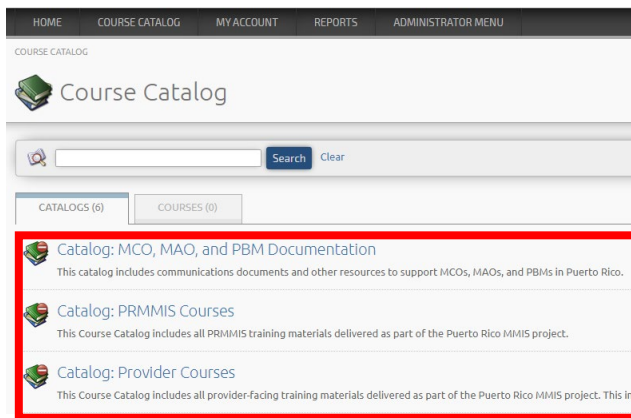 HOME COURSE CATALOG MY ACCOUNT REPORTS ADMINISTRATOR MENU
COURSE CATALOG
Course Catalog
Search Clear
CATALOGS (6) COURSES (0)
Catalog: MCO, MAO, and PBM Documentation
This catalog includes communications documents and other resources to support MCOs, MAOs, and PBMs in Puerto Rico.
Catalog: PRMMIS Courses
This Course Catalog includes all PRMMIS training materials delivered as part of the Puerto Rico MMIS project.
Catalog: Provider Courses
This Course Catalog includes all provider-facing training materials delivered as part of the Puerto Rico MMIS project. This in